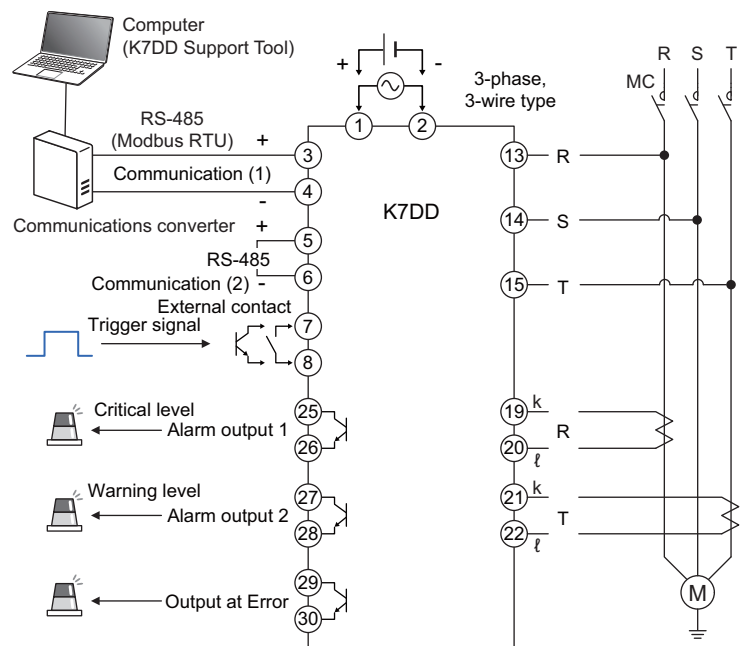 Computer
(K7DD Support Tool)
+
-
3-phase,
3-wire type
R S T
MC
1
2
RS-485
(Modbus RTU) +
3
Communication (1)
4
-
Communications converter +
5
RS-485
6
Communication (2) -
K7DD
13 R
14 S
15 T
External contact
Trigger signal
7
8
Critical level
25
Alarm output 1
26
19 k
R
20 ℓ
Warning level
27
Alarm output 2
28
21 k
T
22 ℓ
29
Output at Error
30
M